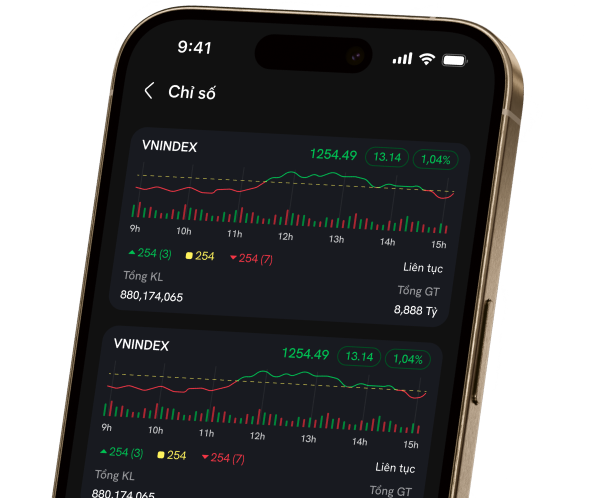 9:41
Chỉ số
VNINDEX
1254.49 13.14 1,04%
9h 10h 11h 12h 13h 14h 15h
254 (3) 254 254 (7) Liên tục
Tổng KL Tổng GT
880,174,065 8,888 Tỷ
VNINDEX
1254.49 13.14 1,04%
9h 10h 11h 12h 13h 14h 15h
254 (3) 254 254 (7) Liên tục
Tổng KL Tổng GT
880,174,065